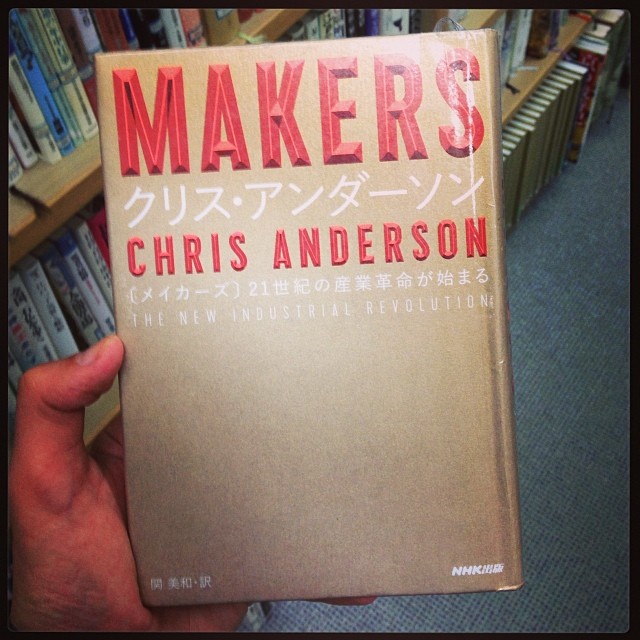 MAKERS
クリス・アンダーソン
CHRIS ANDERSON
〔メイカーズ〕21世紀の産業革命が始まる
THE NEW INDUSTRIAL REVOLUTION
関 美和・訳
NHK出版